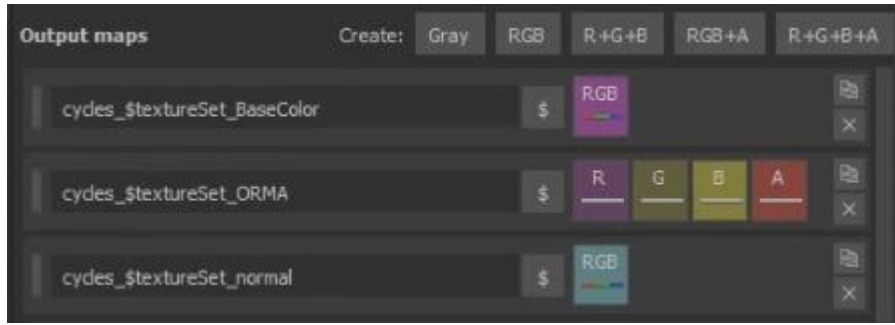 Output maps Create: Gray RGB R+G+B RGB+A R+G+B+A
cycles_$textureSet_BaseColor $ RGB
cycles_$textureSet_ORMA $ R G B A
cycles_$textureSet_normal $ RGB